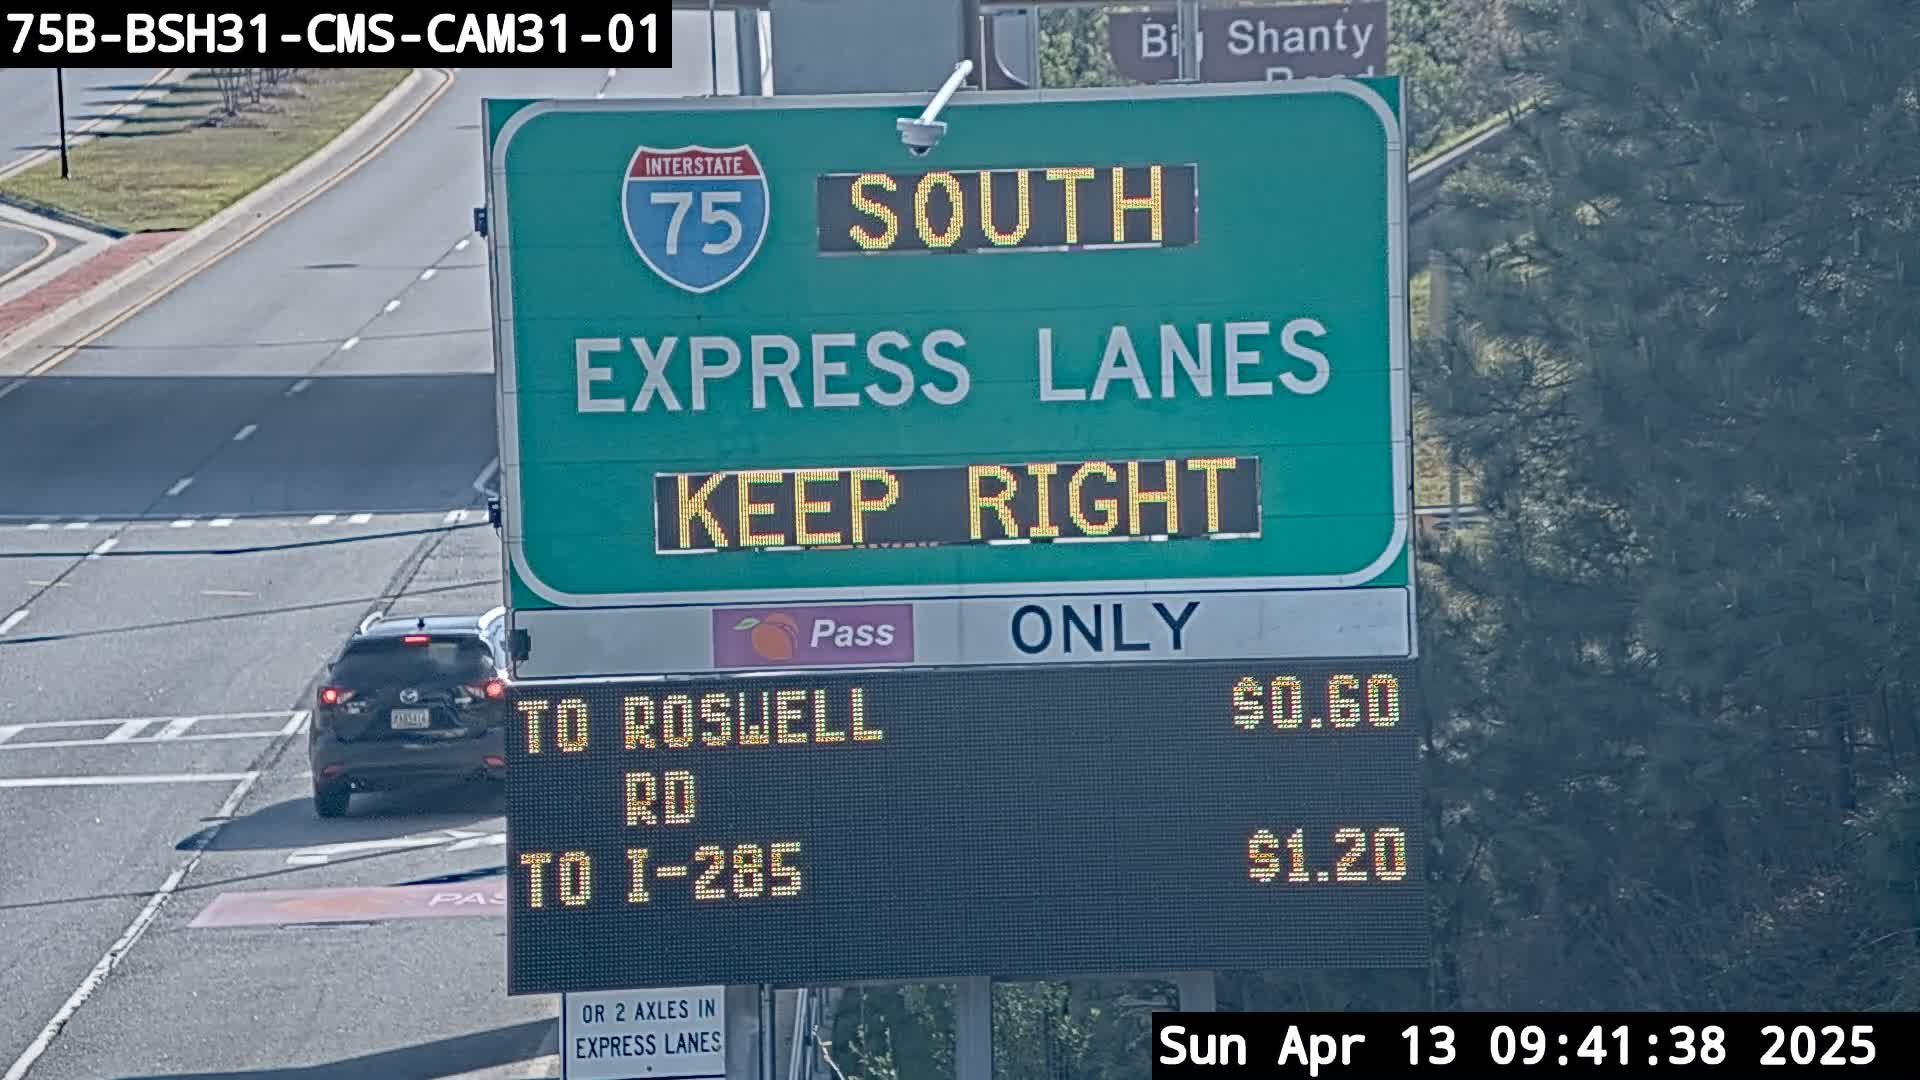 75B-BSH31-CMS-CAM31-01
Big Shanty
Road
INTERSTATE
75
SOUTH
EXPRESS LANES
KEEP RIGHT
Pass
ONLY
TO ROSWELL $0.60
RD
TO I-285 $1.20
PAS
OR 2 AXLES IN
EXPRESS LANES
Sun Apr 13 09:41:38 2025